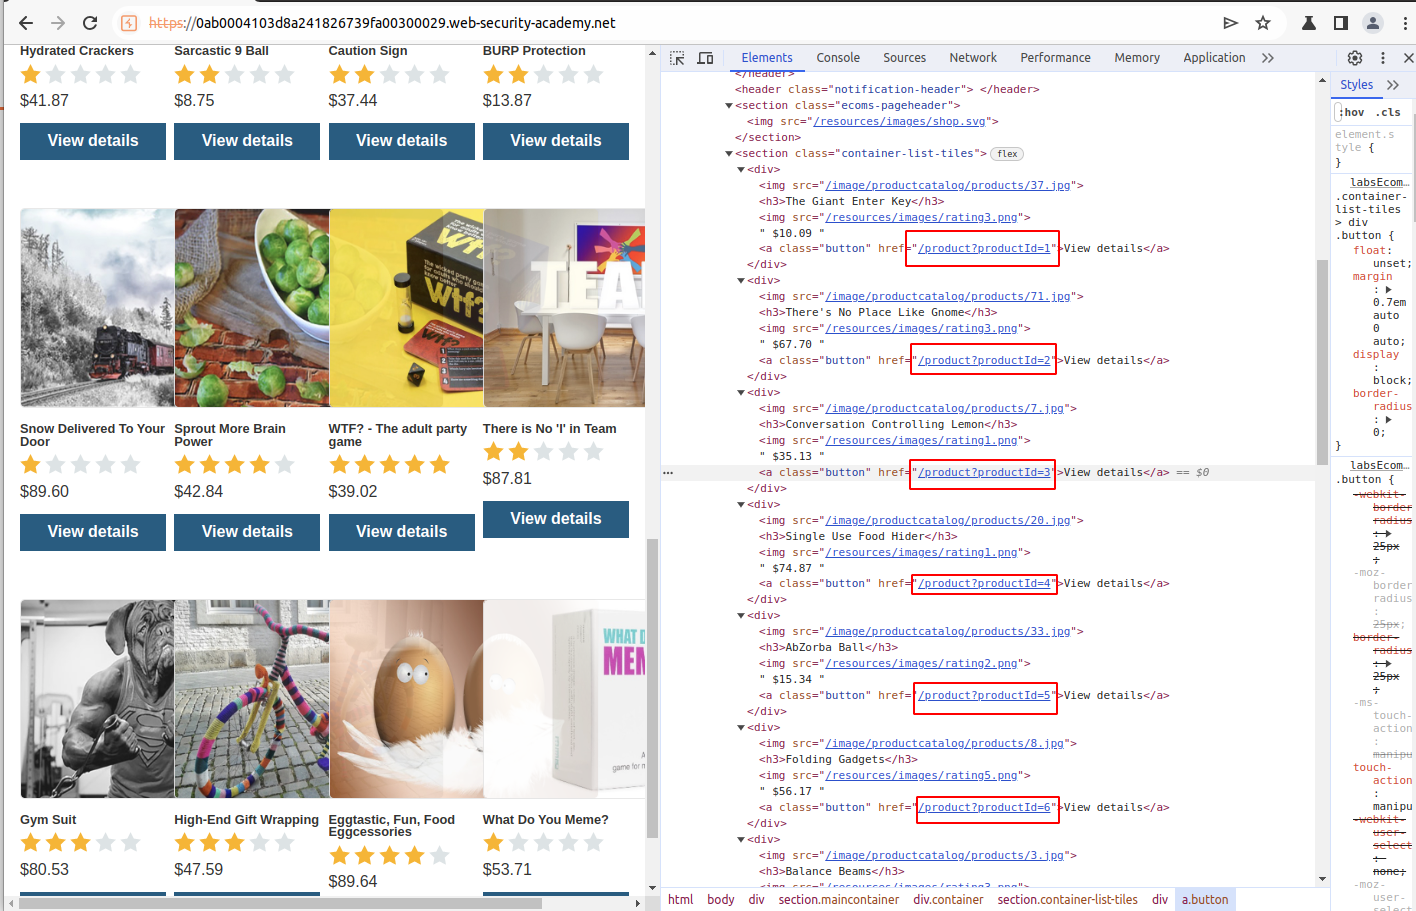 https://0ab0004103d8a241826739fa00300029.web-security-academy.net
Hydrated Crackers
Sarcastic 9 Ball
Caution Sign
BURP Protection
$41.87
$8.75
$37.44
$13.87
View details
View details
View details
View details
WTF?
WTF?
TEA
Snow Delivered To Your Door
Sprout More Brain Power
WTF? - The adult party game
There is No 'I' in Team
$89.60
$42.84
$39.02
$87.81
View details
View details
View details
View details
WHAT D
MEM
game for m
Gym Suit
High-End Gift Wrapping
Eggtastic, Fun, Food Eggcessories
What Do You Meme?
$80.53
$47.59
$89.64
$53.71
Elements Console Sources Network Performance Memory Application
</header>
<header class="notification-header"> </header>
<section class="ecoms-pageheader">
<img src="/resources/images/shop.svg">
</section>
<section class="container-list-tiles"> flex
<div>
<img src="/image/productcatalog/products/37.jpg">
<h3>The Giant Enter Key</h3>
<img src="/resources/images/rating3.png">
" $10.09 "
<a class="button" href="/product?productId=1">View details</a>
</div>
<div>
<img src="/image/productcatalog/products/71.jpg">
<h3>There's No Place Like Gnome</h3>
<img src="/resources/images/rating3.png">
" $67.70 "
<a class="button" href="/product?productId=2">View details</a>
</div>
<div>
<img src="/image/productcatalog/products/7.jpg">
<h3>Conversation Controlling Lemon</h3>
<img src="/resources/images/rating1.png">
" $35.13 "
<a class="button" href="/product?productId=3">View details</a> == $0
</div>
<div>
<img src="/image/productcatalog/products/20.jpg">
<h3>Single Use Food Hider</h3>
<img src="/resources/images/rating1.png">
" $74.87 "
<a class="button" href="/product?productId=4">View details</a>
</div>
<div>
<img src="/image/productcatalog/products/33.jpg">
<h3>AbZorba Ball</h3>
<img src="/resources/images/rating2.png">
" $15.34 "
<a class="button" href="/product?productId=5">View details</a>
</div>
<div>
<img src="/image/productcatalog/products/8.jpg">
<h3>Folding Gadgets</h3>
<img src="/resources/images/rating5.png">
" $56.17 "
<a class="button" href="/product?productId=6">View details</a>
</div>
<div>
<img src="/image/productcatalog/products/3.jpg">
<h3>Balance Beams</h3>
<img src="/resources/images/rating3.png">
html body div section.maincontainer div.container section.container-list-tiles div a.button
Styles
:hov .cls
element.s
tyle {
}
labsEcom…
.container-
list-tiles
> div
.button {
float:
unset;
margin
:
0.7em
auto
0
auto;
display
:
block;
border-
radius
:
0;
}
labsEcom…
.button {
-webkit-
border-
radius
:
25px
;
-moz-
border-
radius
:
25px;
border-
radius
:
25px
;
-ms-
touch-
action
:
manipu
touch-
action
:
manipu
-webkit-
user-
select
:
none;
-moz-
user-
select